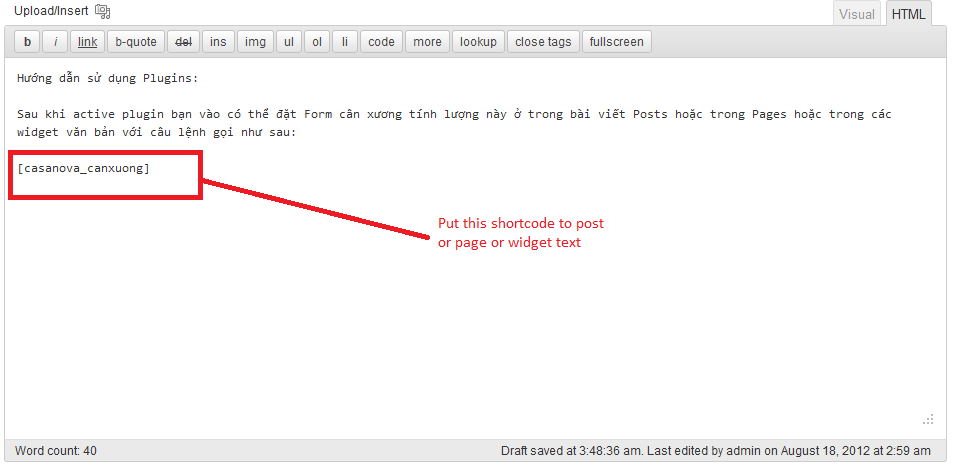 Upload/Insert
Visual HTML
b i link b-quote del ins img ul ol li code more lookup close tags fullscreen
Hướng dẫn sử dụng Plugins:
Sau khi active plugin bạn vào có thể đặt Form cân xương tính lượng này ở trong bài viết Posts hoặc trong Pages hoặc trong các
widget văn bản với câu lệnh gọi như sau:
[casanova_canxuong]
Put this shortcode to post
or page or widget text
Word count: 40
Draft saved at 3:48:36 am. Last edited by admin on August 18, 2012 at 2:59 am